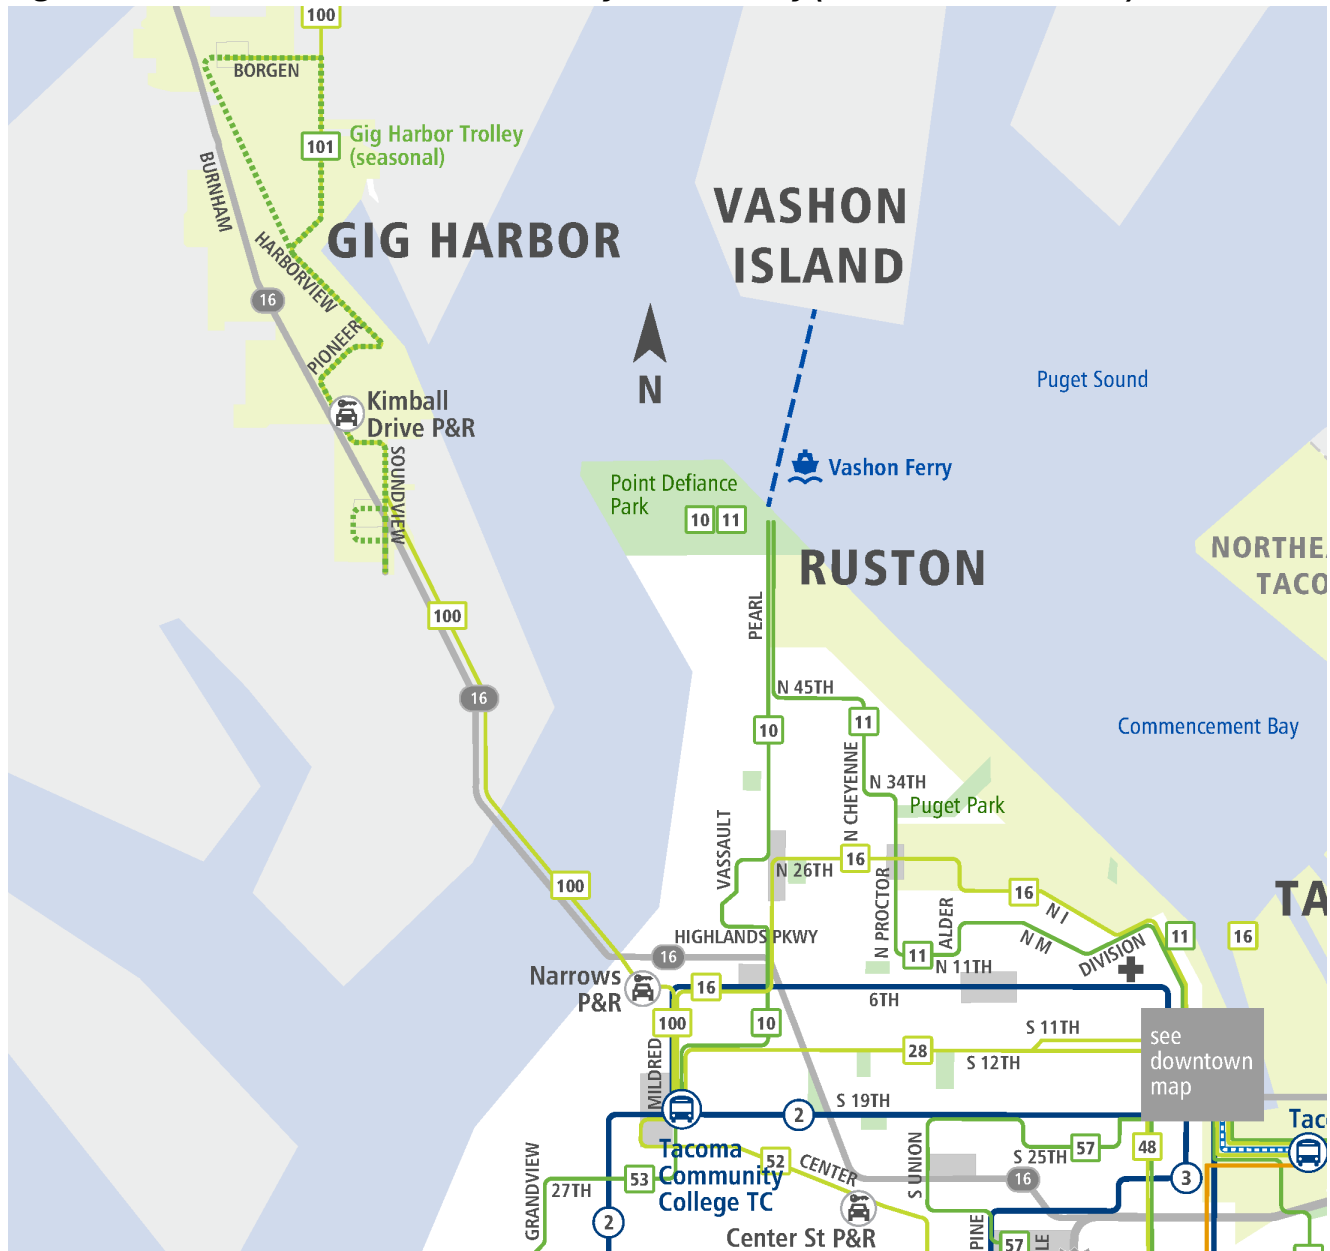 100
BORGEN
101
Gig Harbor Trolley
(seasonal)
BURNHAM
GIG HARBOR
HARBORVIEW
16
PIONEER
Kimball
Drive P&R
SOUNDVIEW
100
16
100
VASHON
ISLAND
N
Puget Sound
Vashon Ferry
Point Defiance
Park
10
11
RUSTON
NORTHE
TACO
PEARL
N 45TH
11
10
Commencement Bay
N CHEYENNE
N 34TH
Puget Park
VASSAULT
16
N 26TH
16
N I
TA
N PROCTOR
ALDER
N M
DIVISION
11
16
HIGHLANDS PKWY
16
11
N 11TH
Narrows
P&R
16
6TH
100
10
S 11TH
28
S 12TH
see
downtown
map
MILDRED
S 19TH
2
Tacoma
Community
College TC
52
CENTER
S UNION
S 25TH
57
48
Tac
GRANDVIEW
27TH
53
16
3
2
Center St P&R
PINE
57
LE